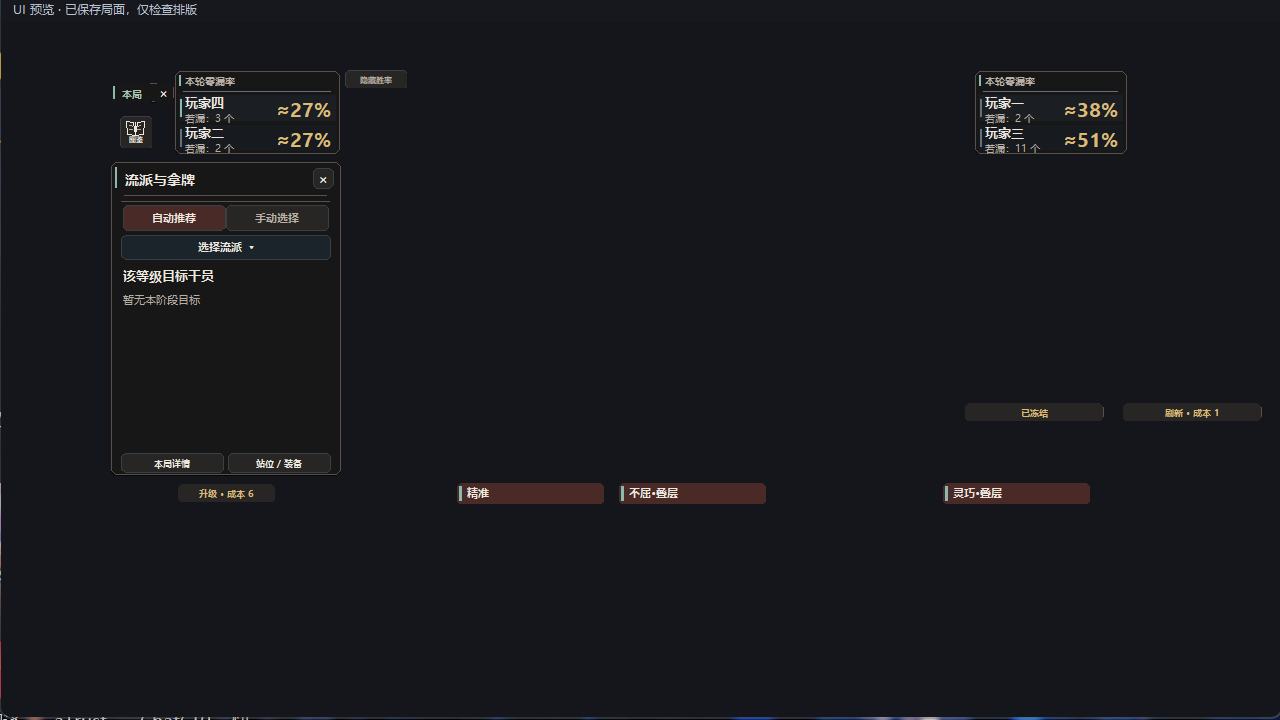 UI 预览 · 已保存局面，仅检查排版
本轮零漏率
隐藏胜率
本局 ×
玩家四 ≈27%
若漏：3 个
玩家二 ≈27%
若漏：2 个
本轮零漏率
玩家一 ≈38%
若漏：2 个
玩家三 ≈51%
若漏：11 个
流派与拿牌 ×
自动推荐 手动选择
选择流派 ▾
该等级目标干员
暂无本阶段目标
已冻结
刷新 • 成本 1
本局详情 站位 / 装备
升级 • 成本 6
精准
不屈•叠层
灵巧•叠层